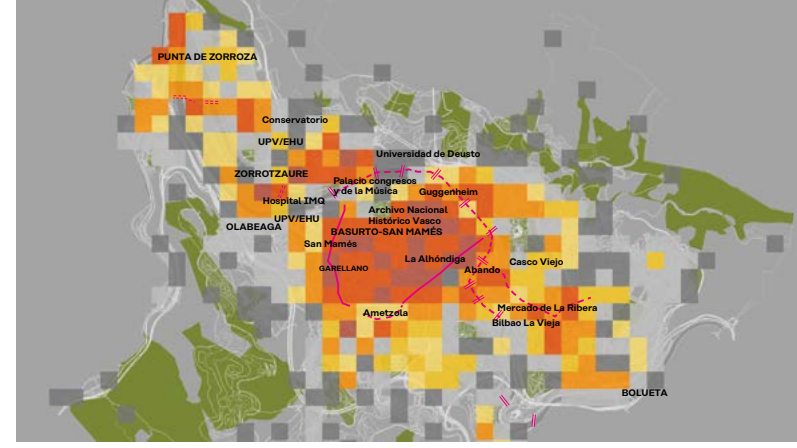 PUNTA DE ZORROZA
Conservatorio
UPV/EHU
Universidad de Deusto
ZORROTZAURE
Palacio congresos
y de la Música
Guggenheim
Hospital IMQ
Archivo Nacional
Histórico Vasco
UPV/EHU
OLABEAGA
BASURTO-SAN MAMÉS
San Mamés
La Alhóndiga
Casco Viejo
GARELLANO
Abando
Mercado de La Ribera
Ametzola
Bilbao La Vieja
BOLUETA